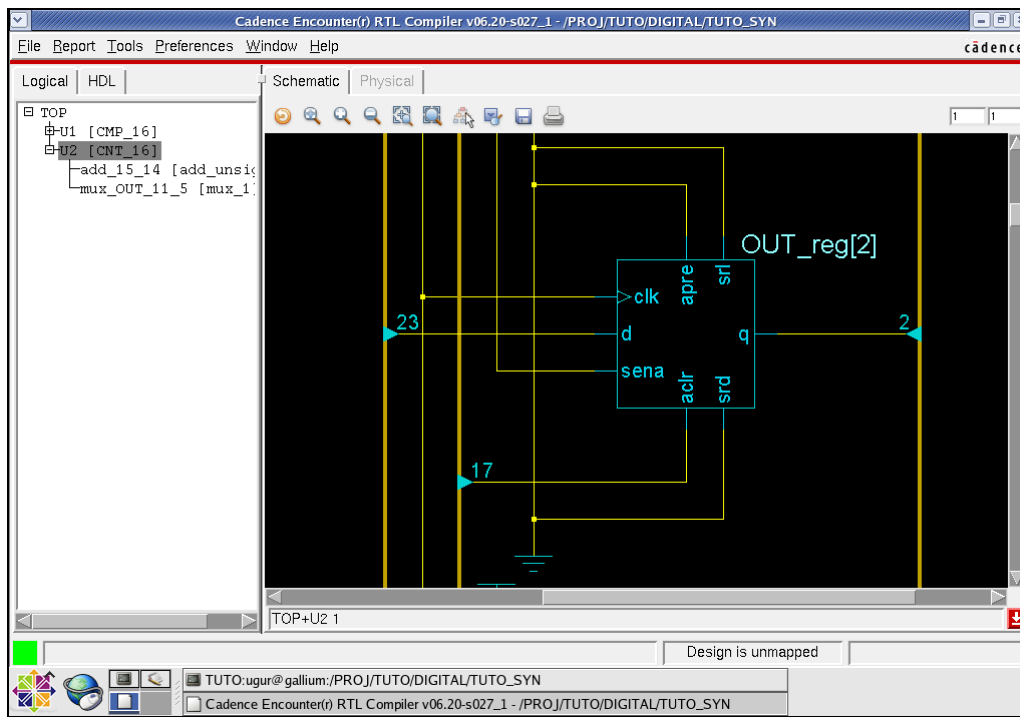 Cadence Encounter(r) RTL Compiler v06.20-s027_1 - /PROJ/TUTO/DIGITAL/TUTO_SYN
File Report Tools Preferences Window Help
cādence
Logical HDL
Schematic Physical
TOP
U1 [CMP_16]
U2 [CNT_16]
add_15_14 [add_unsig
mux_OUT_11_5 [mux_1
1 1
OUT_reg[2]
apre srl
clk
23
d
q
2
sena
aclr srd
17
TOP+U2 1
Design is unmapped
TUTO:ugur@gallium:/PROJ/TUTO/DIGITAL/TUTO_SYN
Cadence Encounter(r) RTL Compiler v06.20-s027_1 - /PROJ/TUTO/DIGITAL/TUTO_SYN